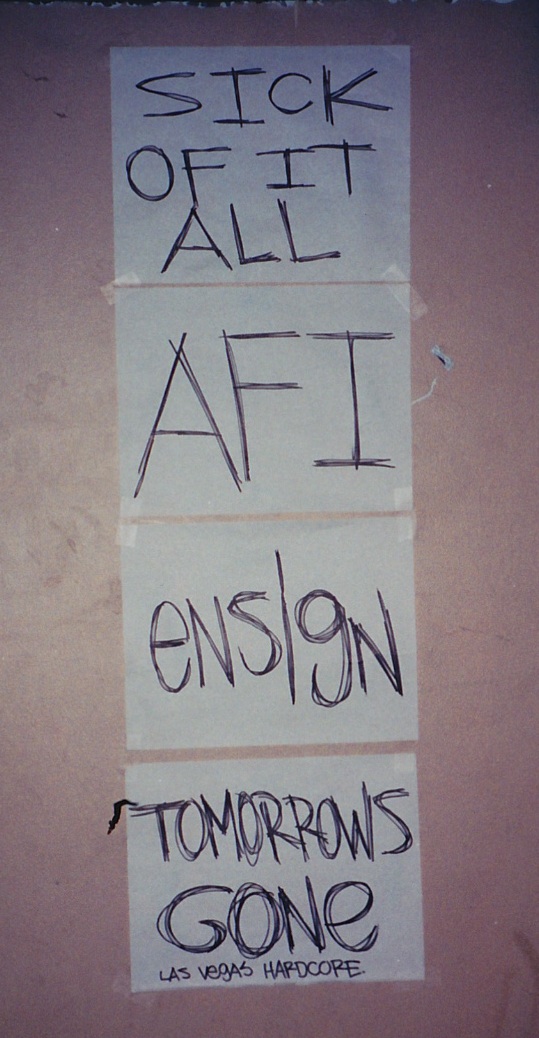 SICK
OF IT
ALL
AFI
eNSIgN
TOMORROWS
GONe
LAS VegAS HARDCORE.